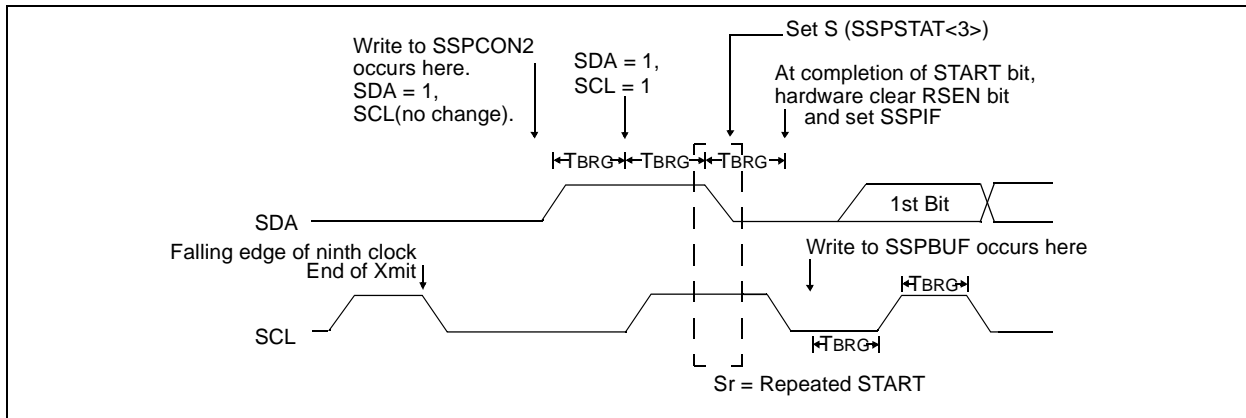 Set S (SSPSTAT<3>)
Write to SSPCON2
occurs here.
SDA = 1,
SCL(no change).
SDA = 1,
SCL = 1
At completion of START bit,
hardware clear RSEN bit
and set SSPIF
TBRG
TBRG
TBRG
SDA
1st Bit
Falling edge of ninth clock
End of Xmit
Write to SSPBUF occurs here
TBRG
SCL
TBRG
Sr = Repeated START